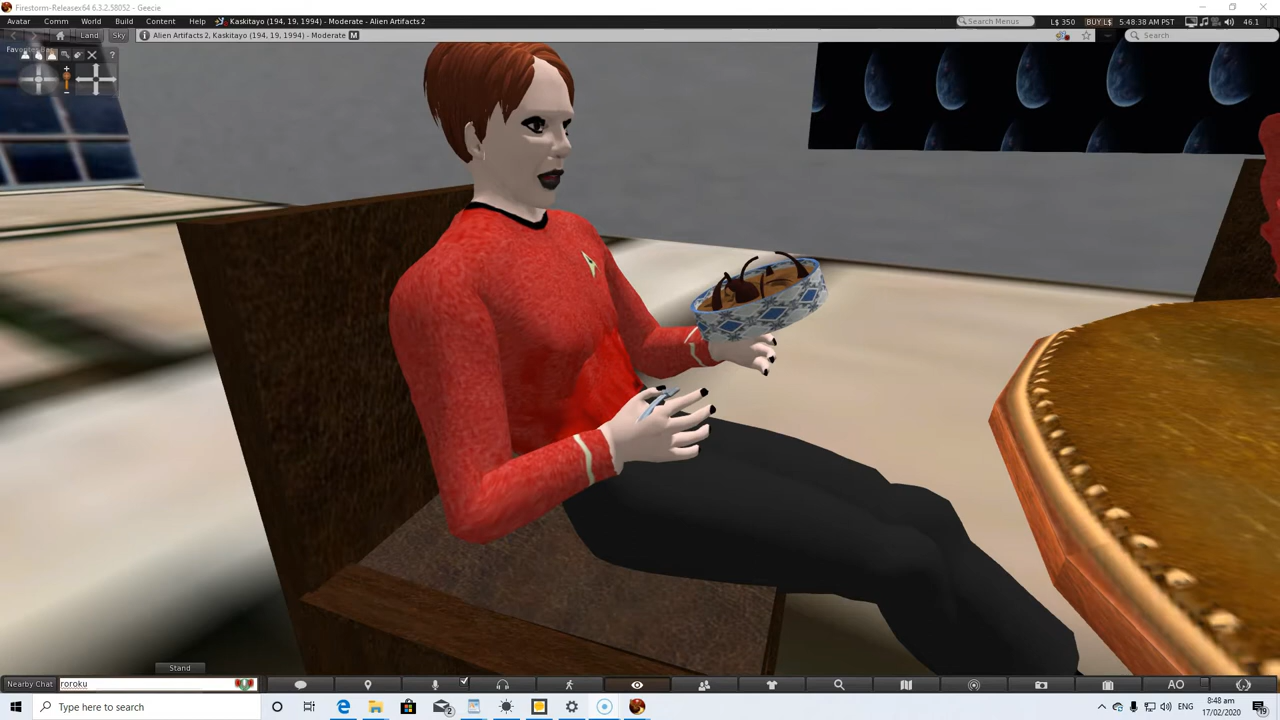 Firestorm-Releasex64 6.3.2.58052 - Geecie
Avatar Comm World Build Content Help Kaskitayo (194, 19, 1994) - Moderate - Alien Artifacts 2 Search Menus L$ 350 BUY L$ 5:48:38 AM PST 46.1
Land Sky Alien Artifacts 2, Kaskitayo (194, 19, 1994) - Moderate M Search
Favorites Bar
?
Stand
Nearby Chat roroku AO
Type here to search 2 ENG 8:48 am
17/02/2020 19